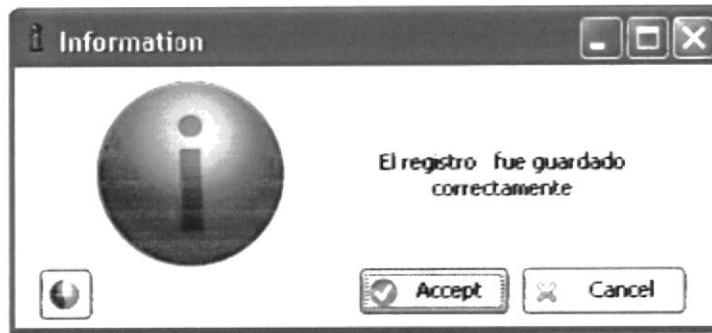 Information
El registro fue guardado
correctamente
Accept
Cancel